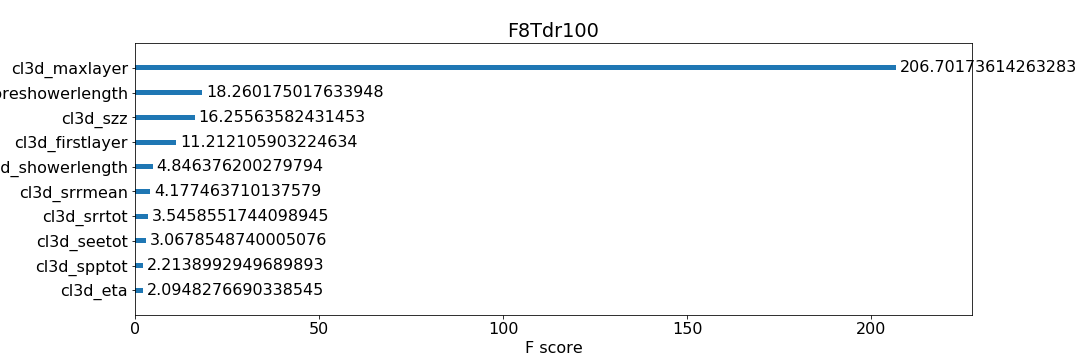 F8Tdr100
cl3d_maxlayer 206.70173614263283
oreshowerlength 18.260175017633948
cl3d_szz 16.25563582431453
cl3d_firstlayer 11.212105903224634
d_showerlength 4.846376200279794
cl3d_srrmean 4.177463710137579
cl3d_srrtot 3.5458551744098945
cl3d_seetot 3.0678548740005076
cl3d_spptot 2.2138992949689893
cl3d_eta 2.0948276690338545
0 50 100 150 200
F score